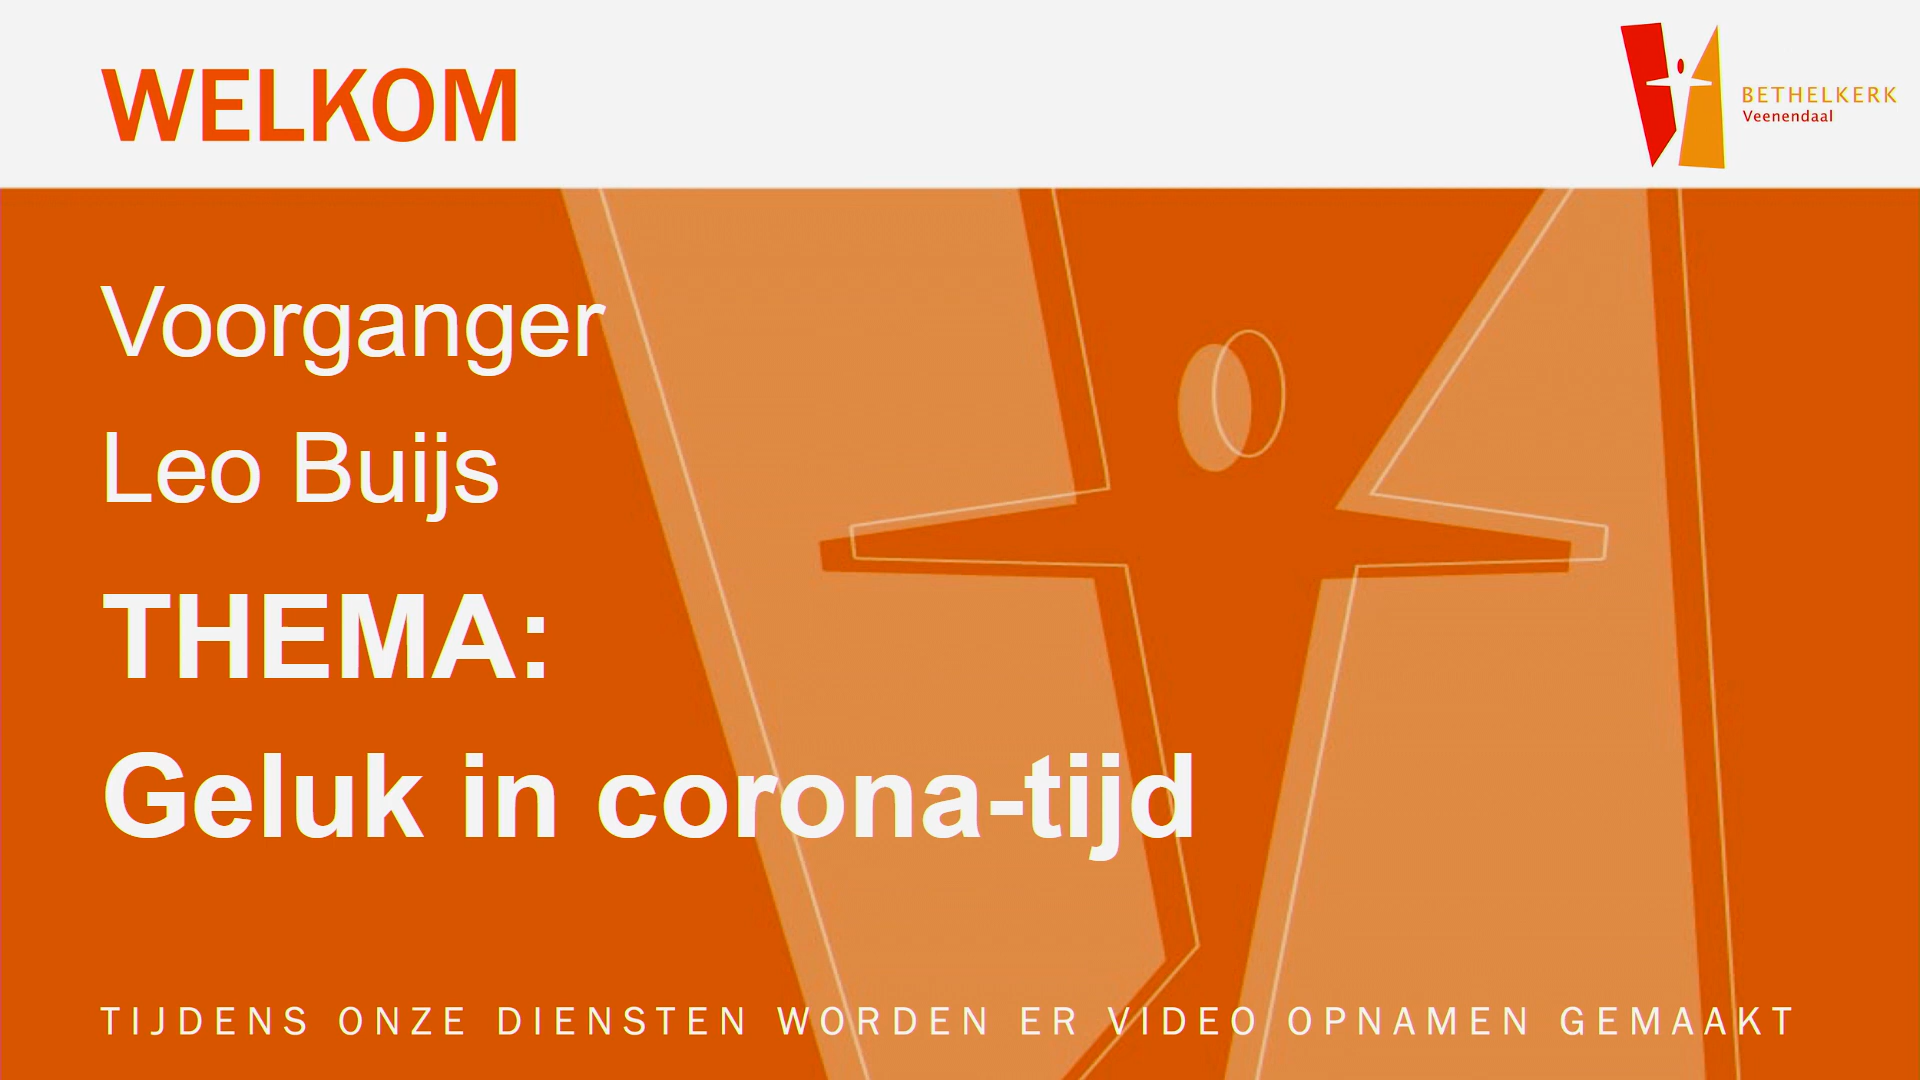 WELKOM
BETHELKERK
Veenendaal
Voorganger
Leo Buijs
THEMA:
Geluk in corona-tijd
TIJDENS ONZE DIENSTEN WORDEN ER VIDEO OPNAMEN GEMAAKT